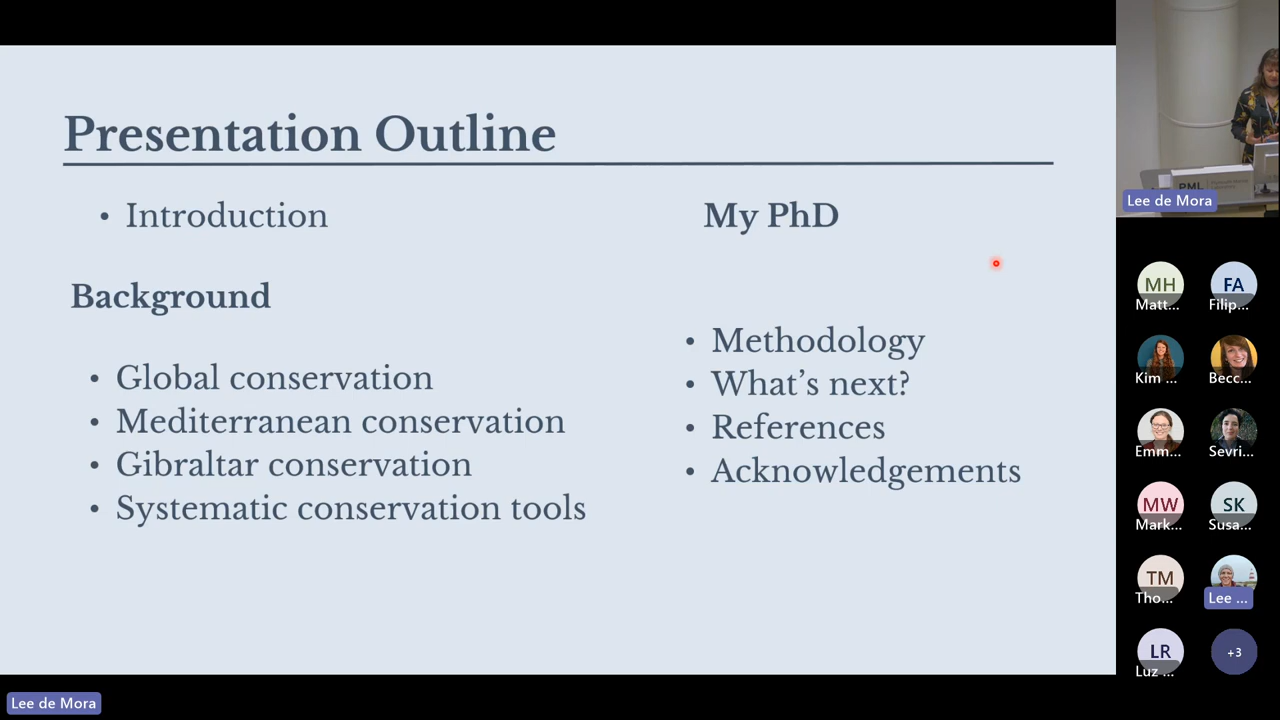 Presentation Outline
• Introduction
Background
• Global conservation
• Mediterranean conservation
• Gibraltar conservation
• Systematic conservation tools
My PhD
• Methodology
• What's next?
• References
• Acknowledgements
PML
Lee de Mora
MH
Matt...
FA
Filip...
Kim ...
Becc...
Emm...
Sevri...
MW
Mark...
SK
Susa...
TM
Tho...
Lee ...
LR
Luz ...
+3
Lee de Mora